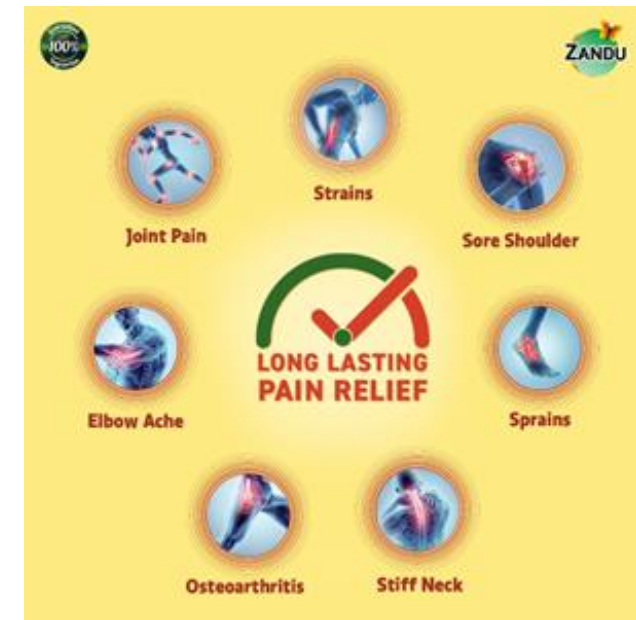 100%
ZANDU
Strains
Joint Pain
Sore Shoulder
LONG LASTING
PAIN RELIEF
Elbow Ache
Sprains
Osteoarthritis
Stiff Neck